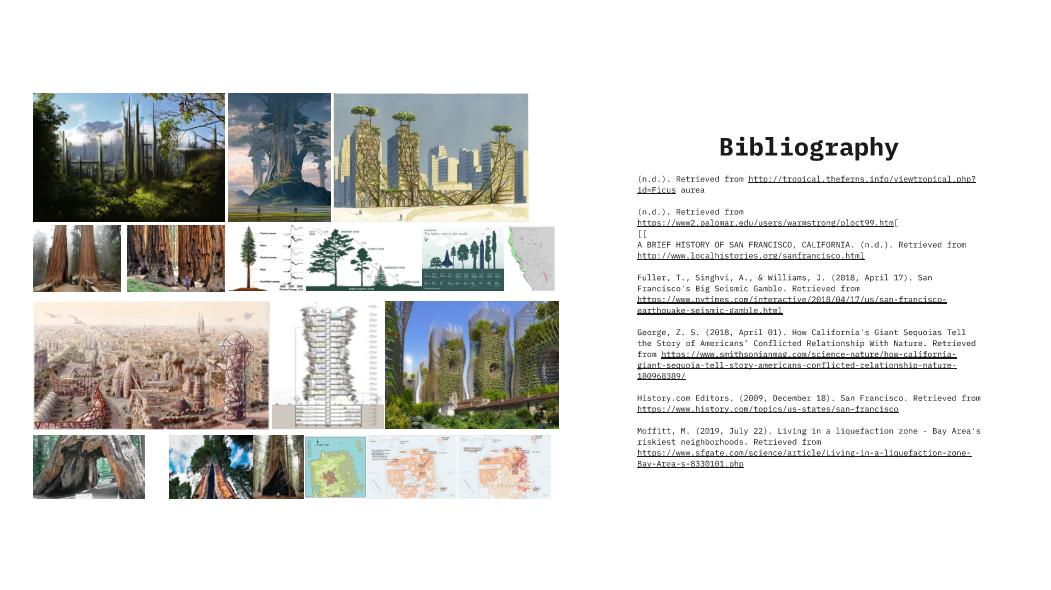 Bibliography
(n.d.). Retrieved from http://tropical.theferns.info/viewtropical.php?
id=Ficus aurea
(n.d.). Retrieved from
https://www2.palomar.edu/users/warmstrong/ploct99.htm[
[[
A BRIEF HISTORY OF SAN FRANCISCO, CALIFORNIA. (n.d.). Retrieved from
http://www.localhistories.org/sanfrancisco.html
Fuller, T., Singhvi, A., & Williams, J. (2018, April 17). San
Francisco's Big Seismic Gamble. Retrieved from
https://www.nytimes.com/interactive/2018/04/17/us/san-francisco-
earthquake-seismic-gamble.html
George, Z. S. (2018, April 01). How California's Giant Sequoias Tell
the Story of Americans' Conflicted Relationship With Nature. Retrieved
from https://www.smithsonianmag.com/science-nature/how-california-
giant-sequoia-tell-story-americans-conflicted-relationship-nature-
180968389/
History.com Editors. (2009, December 18). San Francisco. Retrieved from
https://www.history.com/topics/us-states/san-francisco
Moffitt, M. (2019, July 22). Living in a liquefaction zone - Bay Area's
riskiest neighborhoods. Retrieved from
https://www.sfgate.com/science/article/Living-in-a-liquefaction-zone-
Bay-Area-s-8330101.php